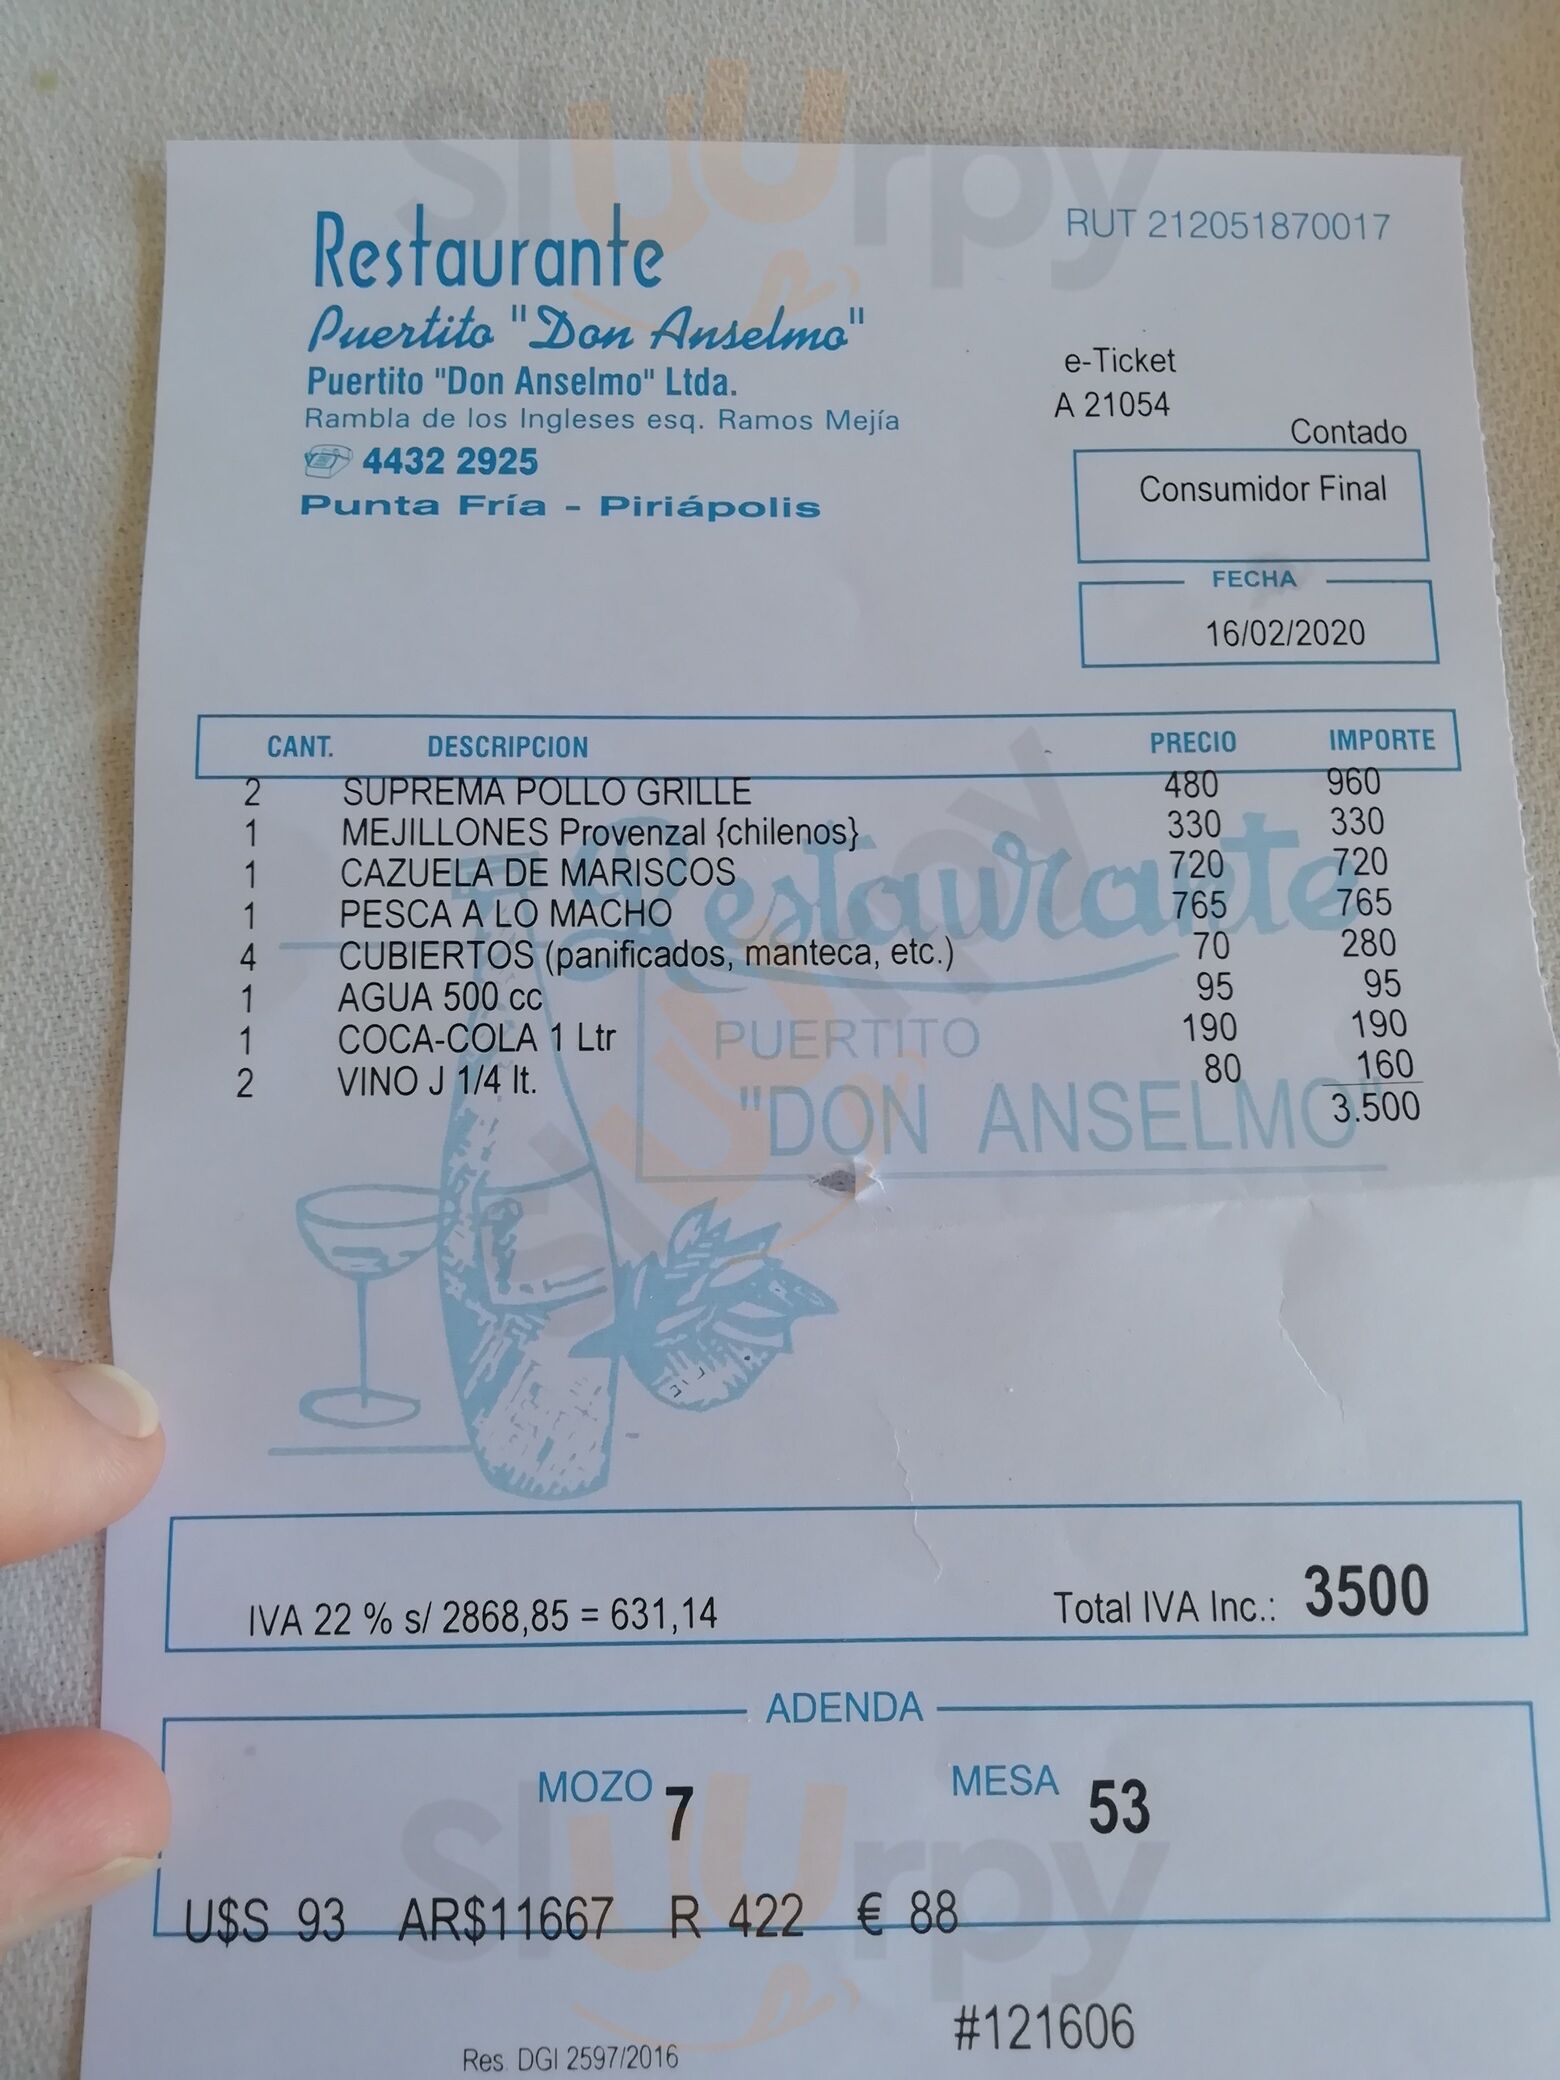 Restaurante
Puertito "Don Anselmo"
Puertito "Don Anselmo" Ltda.
Rambla de los Ingleses esq. Ramos Mejía
4432 2925
Punta Fría - Piriápolis
RUT 212051870017
e-Ticket
A 21054
Contado
Consumidor Final
FECHA
16/02/2020
CANT. DESCRIPCION PRECIO IMPORTE
2 SUPREMA POLLO GRILLE 480 960
1 MEJILLONES Provenzal {chilenos} 330 330
1 CAZUELA DE MARISCOS 720 720
1 PESCA A LO MACHO 765 765
4 CUBIERTOS (panificados, manteca, etc.) 70 280
1 AGUA 500 cc 95 95
1 COCA-COLA 1 Ltr 190 190
2 VINO J 1/4 lt. 80 160
3.500
Restaurante
PUERTITO
"DON ANSELMO"
IVA 22 % s/ 2868,85 = 631,14
Total IVA Inc.: 3500
ADENDA
MOZO 7 MESA 53
U$S 93 AR$11667 R 422 € 88
#121606
Res. DGI 2597/2016
sluurpy
sluurpy
sluurpy